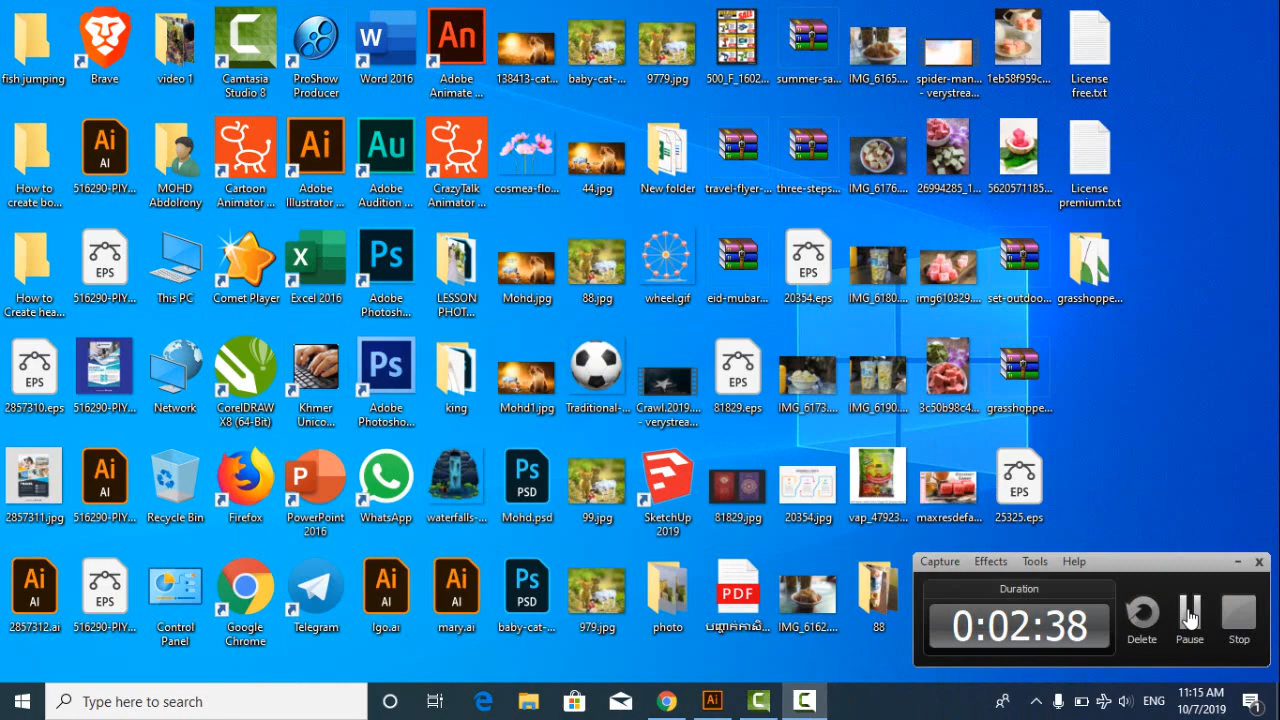 fish jumping
Brave
video 1
Camtasia
Studio 8
ProShow
Producer
Word 2016
Adobe
Animate ...
138413-cat...
baby-cat-...
9779.jpg
500_F_1602...
summer-sa...
IMG_6165....
spider-man...
- verystrea...
1eb58f959c...
License
free.txt
How to
create bo...
516290-PIY...
MOHD
Abdolrony
Cartoon
Animator ...
Adobe
Illustrator ...
Adobe
Audition ...
CrazyTalk
Animator ...
cosmea-flo...
44.jpg
New folder
travel-flyer-...
three-steps...
IMG_6176....
26994285_1...
5620571185...
License
premium.txt
How to
Create hea...
516290-PIY...
This PC
Comet Player
Excel 2016
Adobe
Photosh...
LESSON
PHOT...
Mohd.jpg
88.jpg
wheel.gif
eid-mubar...
20354.eps
IMG_6180....
img610329....
set-outdoo...
grasshoppe...
2857310.eps
516290-PIY...
Network
CorelDRAW
X8 (64-Bit)
Khmer
Unico...
Adobe
Photosho...
king
Mohd1.jpg
Traditional-...
Crawl.2019....
- verystrea...
81829.eps
IMG_6173....
IMG_6190....
3c50b98c4...
grasshoppe...
2857311.jpg
516290-PIY...
Recycle Bin
Firefox
PowerPoint
2016
WhatsApp
waterfalls-...
Mohd.psd
99.jpg
SketchUp
2019
81829.jpg
20354.jpg
vap_47923...
maxresdefa...
25325.eps
2857312.ai
516290-PIY...
Control
Panel
Google
Chrome
Telegram
lgo.ai
mary.ai
baby-cat-...
979.jpg
photo
IMG_6162....
88
Capture Effects Tools Help
Duration
0:02:38
Delete
Pause
Stop
Type here to search
ENG
11:15 AM
10/7/2019